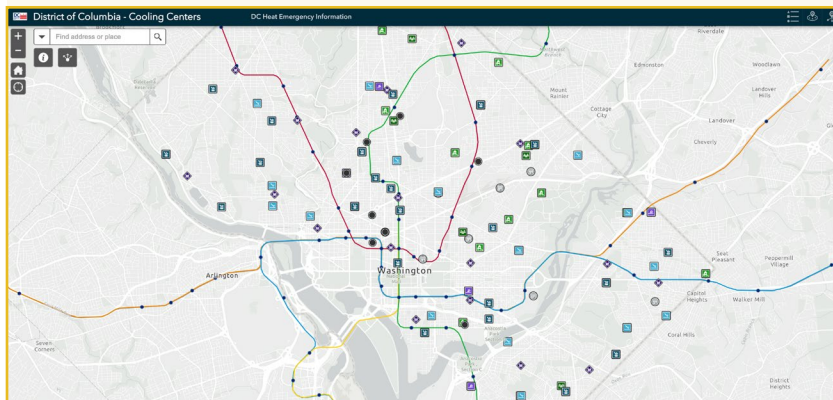 District of Columbia - Cooling Centers
DC Heat Emergency Information
+
Find address or place
−
Riverdale
Edmonston
Woodlawn
Landover Hills
Mount Rainier
Cottage City
Landover
Cheverly
Arlington
Washington
Seat Pleasant
Peppermill Village
Capitol Heights
Walker Mill
Coral Hills
Seven Corners
District Heights